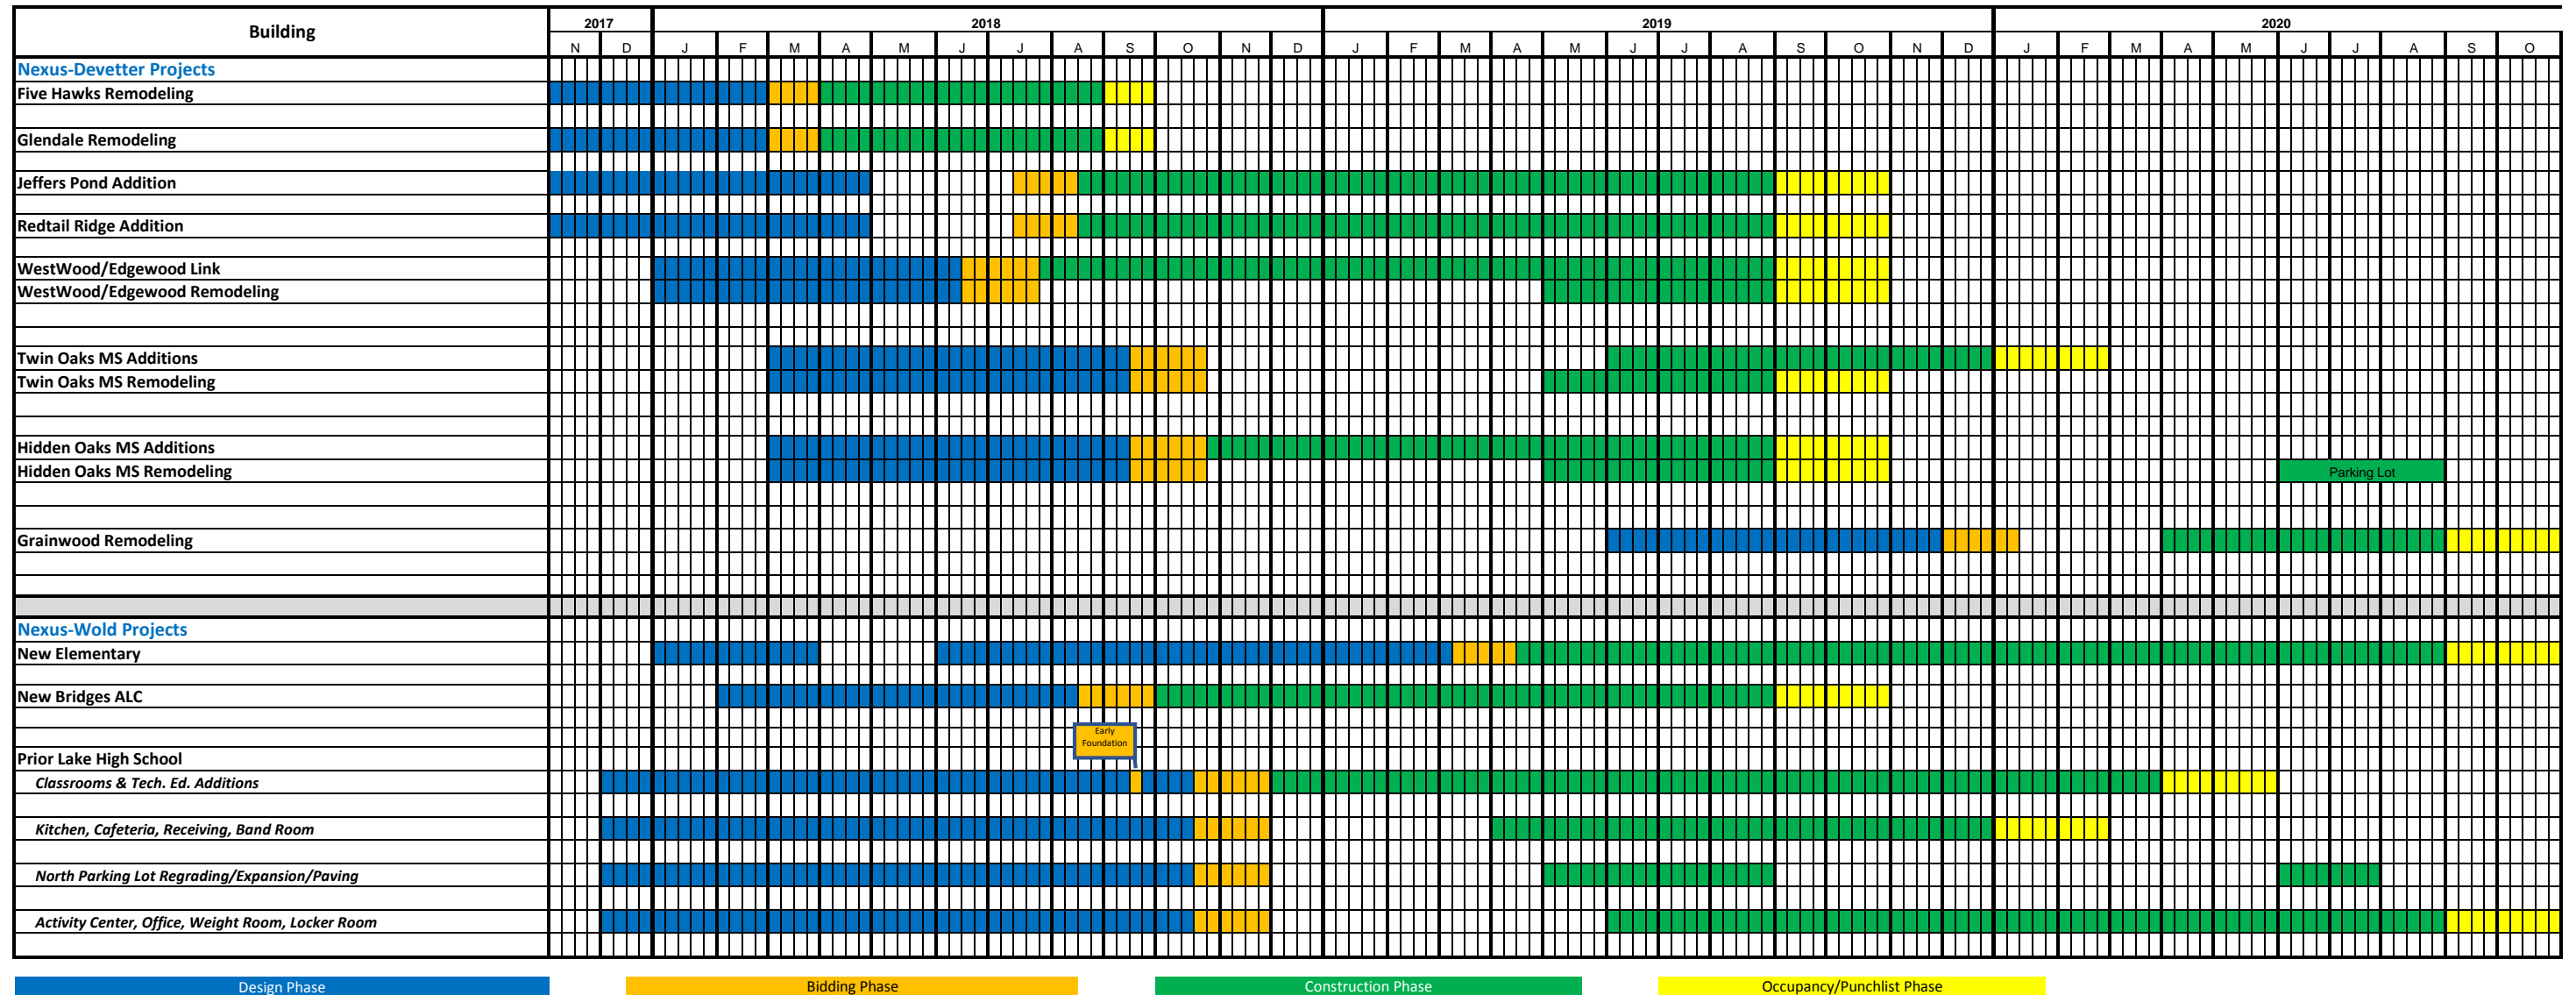 Building
2017 2018 2019 2020
N D J F M A M J J A S O N D J F M A M J J A S O N D J F M A M J J A S O
Nexus-Devetter Projects
Five Hawks Remodeling
Glendale Remodeling
Jeffers Pond Addition
Redtail Ridge Addition
WestWood/Edgewood Link
WestWood/Edgewood Remodeling
Twin Oaks MS Additions
Twin Oaks MS Remodeling
Hidden Oaks MS Additions
Hidden Oaks MS Remodeling Parking Lot
Grainwood Remodeling
Nexus-Wold Projects
New Elementary
New Bridges ALC
Early
Foundation
Prior Lake High School
Classrooms & Tech. Ed. Additions
Kitchen, Cafeteria, Receiving, Band Room
North Parking Lot Regrading/Expansion/Paving
Activity Center, Office, Weight Room, Locker Room
Design Phase Bidding Phase Construction Phase Occupancy/Punchlist Phase